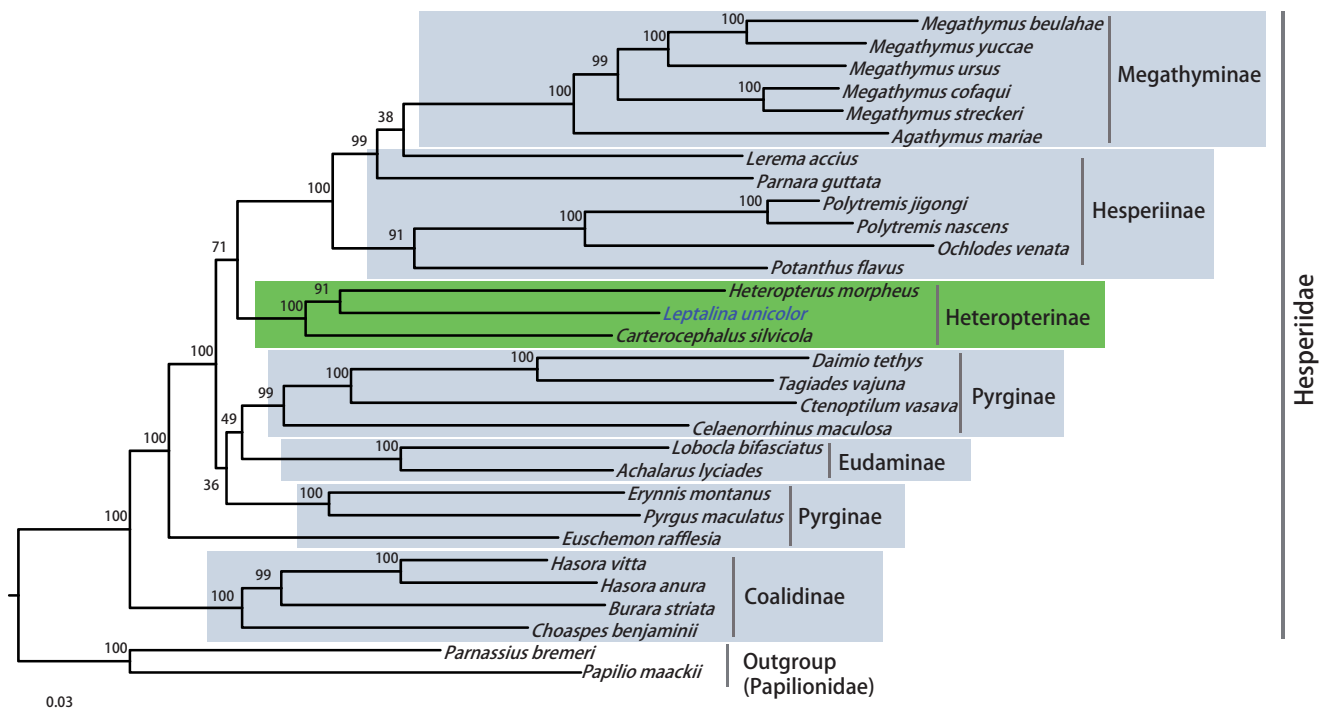 100
Megathymus beulahae
100
Megathymus yuccae
99
Megathymus ursus
100
100
Megathymus cofaqui
Megathymus streckeri
38
Agathymus mariae
Megathyminae
99
Lerema accius
Parnara guttata
100
100
Polytremis jigongi
100
Polytremis nascens
91
Ochlodes venata
Potanthus flavus
Hesperiinae
71
91
Heteropterus morpheus
100
Leptalina unicolor
Carterocephalus silvicola
Heteropterinae
100
100
Daimio tethys
100
Tagiades vajuna
99
Ctenoptilum vasava
Celaenorrhinus maculosa
Pyrginae
49
100
Lobocla bifasciatus
Achalarus lyciades
Eudaminae
36
100
Erynnis montanus
Pyrgus maculatus
Pyrginae
100
Euschemon rafflesia
100
100
Hasora vitta
99
Hasora anura
100
Burara striata
Choaspes benjaminii
Coalidinae
Hesperiidae
100
Parnassius bremeri
Papilio maackii
Outgroup
(Papilionidae)
0.03